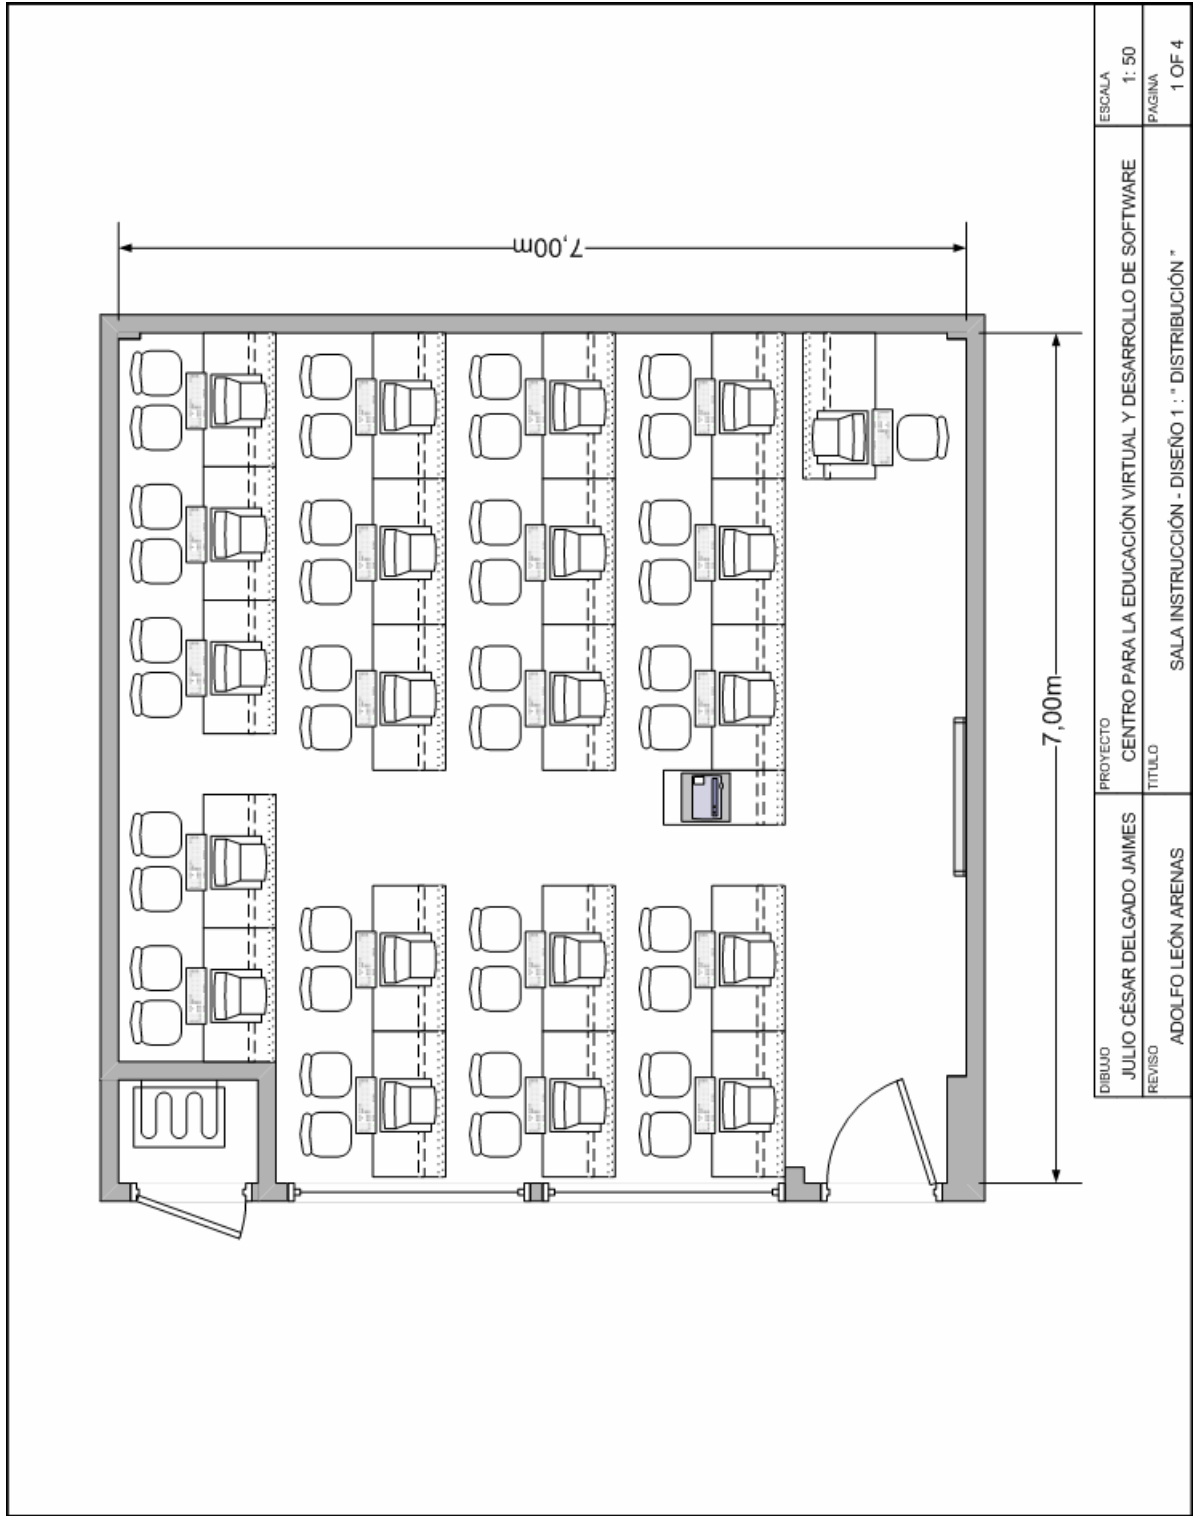 7,00m
7,00m
DIBUJO
JULIO CÉSAR DELGADO JAIMES
PROYECTO
CENTRO PARA LA EDUCACIÓN VIRTUAL Y DESARROLLO DE SOFTWARE
ESCALA
1: 50
REVISO
ADOLFO LEÓN ARENAS
TITULO
SALA INSTRUCCIÓN - DISEÑO 1 : " DISTRIBUCIÓN "
PAGINA
1 OF 4